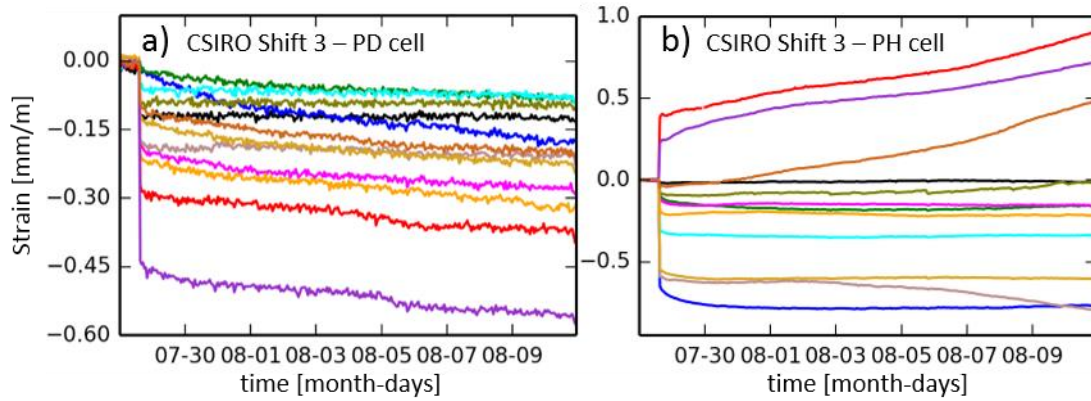 a) CSIRO Shift 3 – PD cell
0.00
−0.15
−0.30
−0.45
−0.60
Strain [mm/m]
07-30 08-01 08-03 08-05 08-07 08-09
time [month-days]
b) CSIRO Shift 3 – PH cell
1.0
0.5
0.0
−0.5
07-30 08-01 08-03 08-05 08-07 08-09
time [month-days]